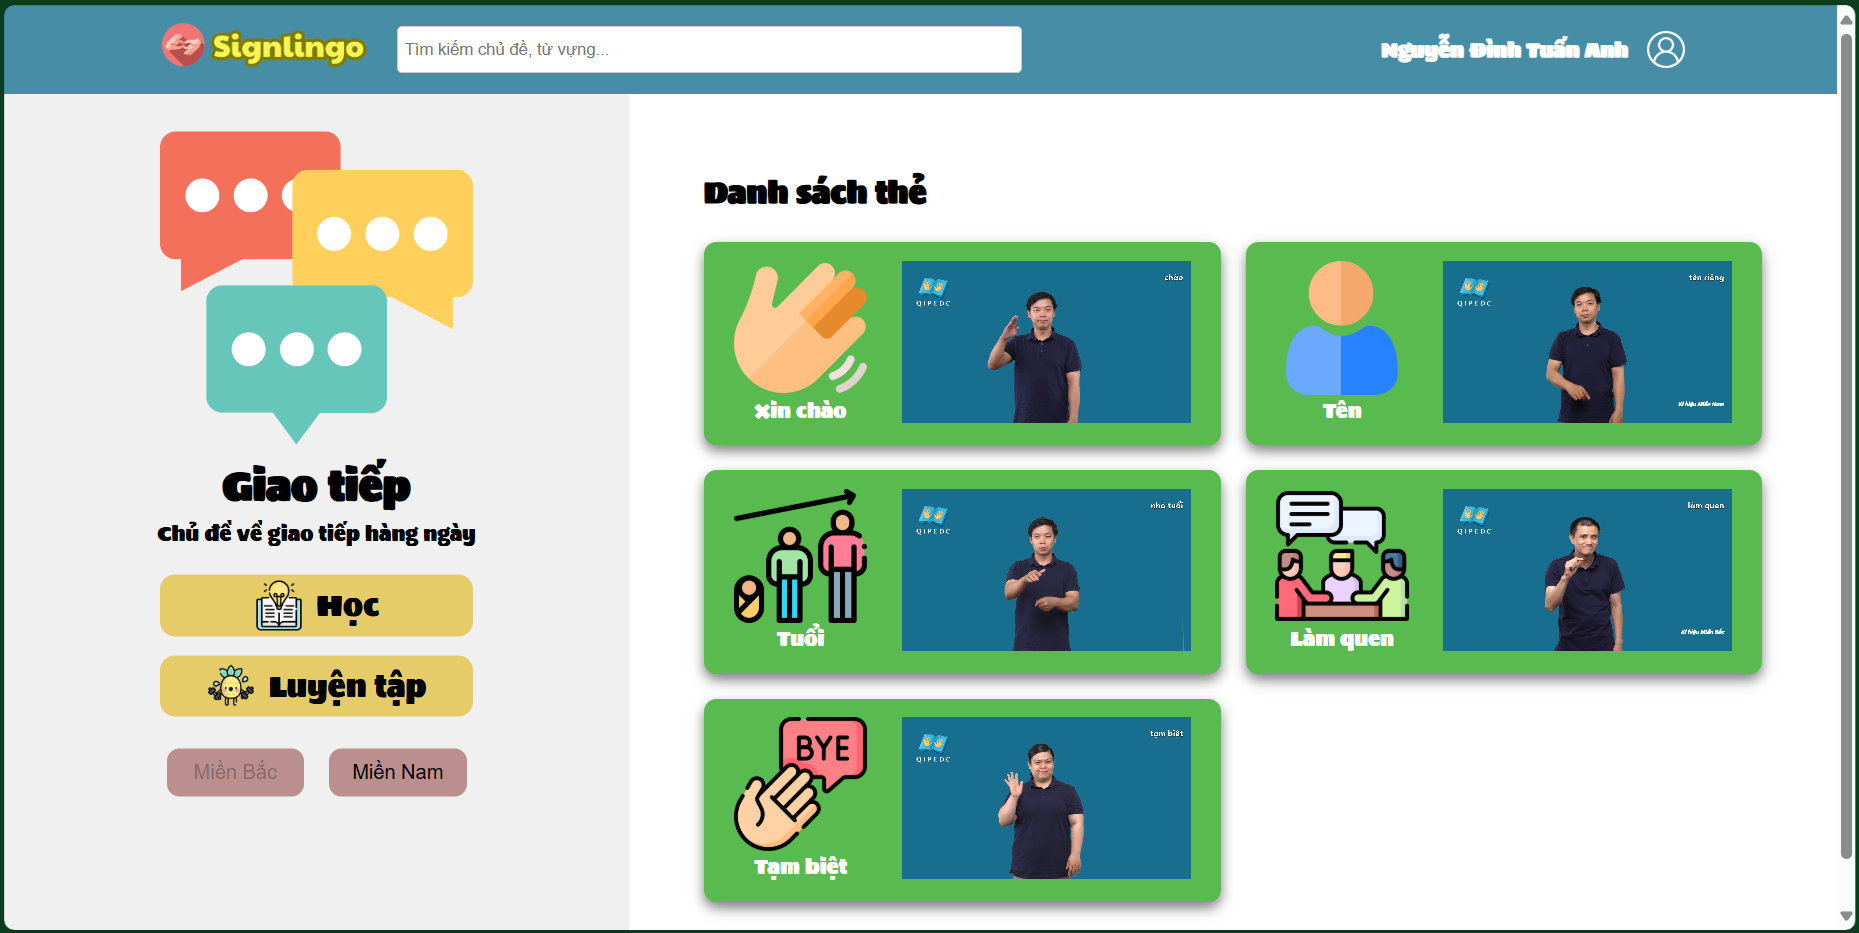 Signlingo
Tìm kiếm chủ đề, từ vựng...
Nguyễn Đình Tuấn Anh
Giao tiếp
Chủ đề về giao tiếp hàng ngày
Học
Luyện tập
Miền Bắc
Miền Nam
Danh sách thẻ
Xin chào
QIPEDC
chào
Tên
QIPEDC
tên riêng
Kí hiệu Miền Nam
Tuổi
QIPEDC
nhỏ tuổi
Làm quen
QIPEDC
làm quen
Kí hiệu Miền Bắc
BYE
Tạm biệt
QIPEDC
tạm biệt